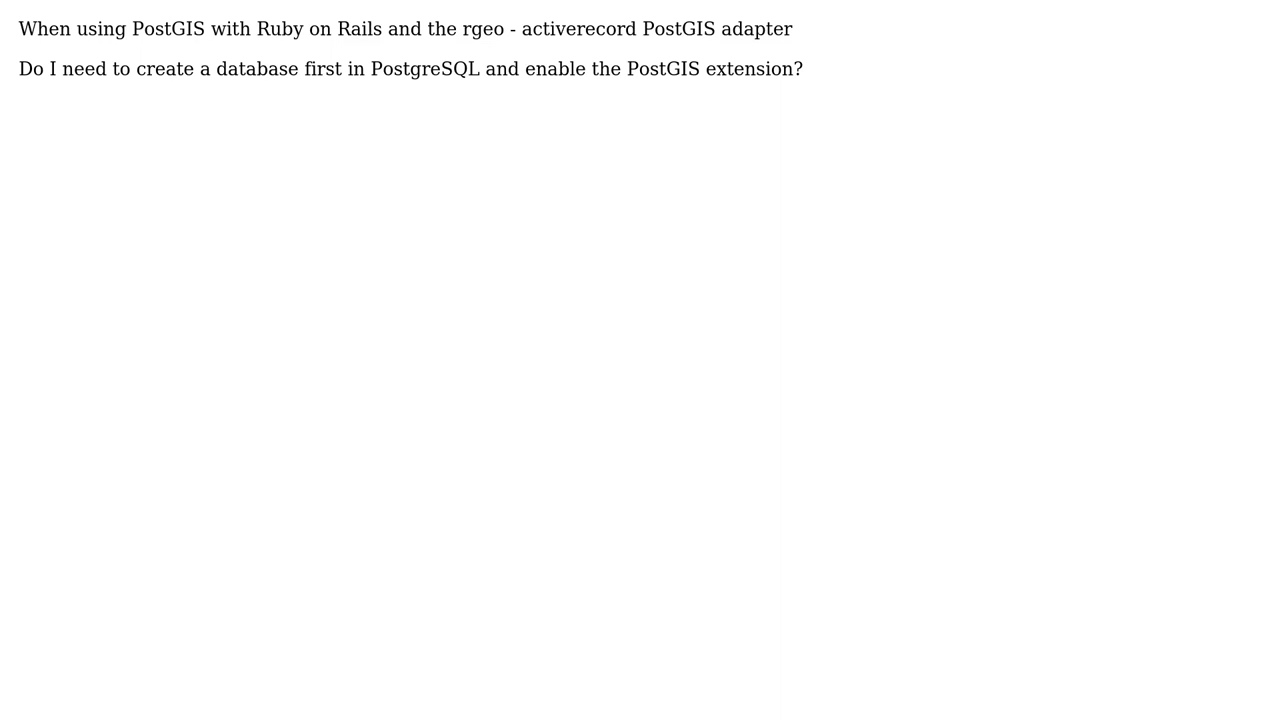 When using PostGIS with Ruby on Rails and the rgeo - activerecord PostGIS adapter
Do I need to create a database first in PostgreSQL and enable the PostGIS extension?